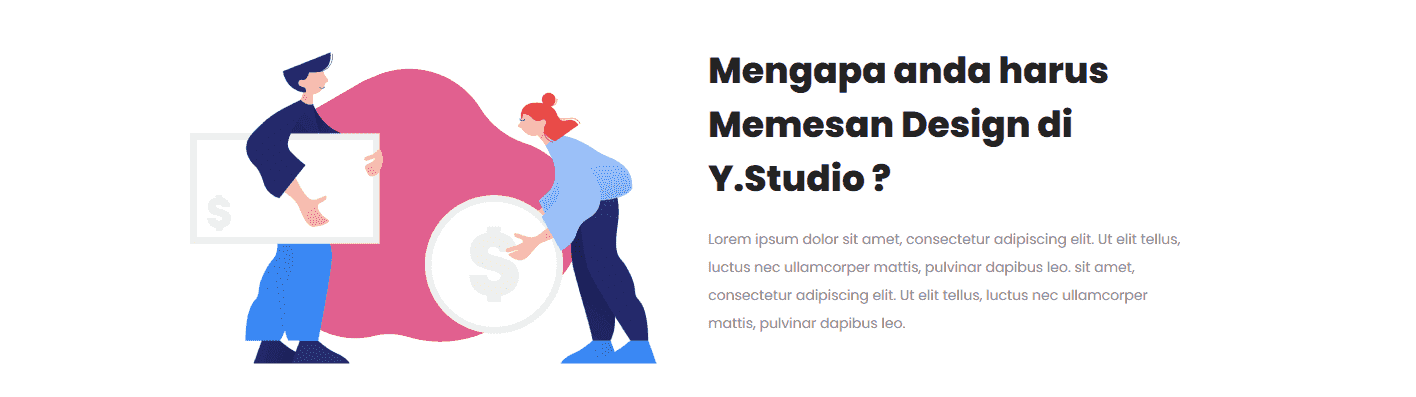 Mengapa anda harus
Memesan Design di
Y.Studio ?
Lorem ipsum dolor sit amet, consectetur adipiscing elit. Ut elit tellus,
luctus nec ullamcorper mattis, pulvinar dapibus leo. sit amet,
consectetur adipiscing elit. Ut elit tellus, luctus nec ullamcorper
mattis, pulvinar dapibus leo.
$
$